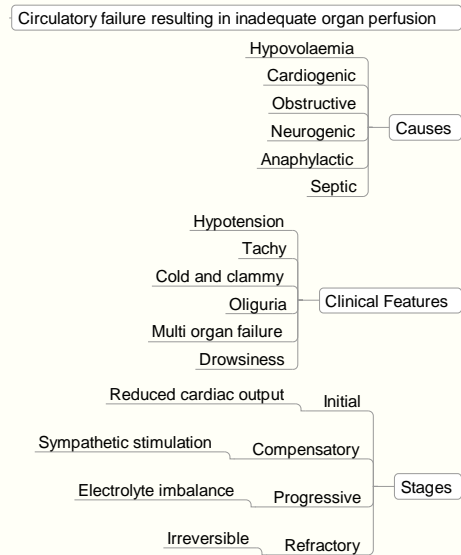 Circulatory failure resulting in inadequate organ perfusion
Hypovolaemia
Cardiogenic
Obstructive
Neurogenic
Anaphylactic
Septic
Causes
Hypotension
Tachy
Cold and clammy
Oliguria
Multi organ failure
Drowsiness
Clinical Features
Reduced cardiac output
Initial
Sympathetic stimulation
Compensatory
Electrolyte imbalance
Progressive
Irreversible
Refractory
Stages